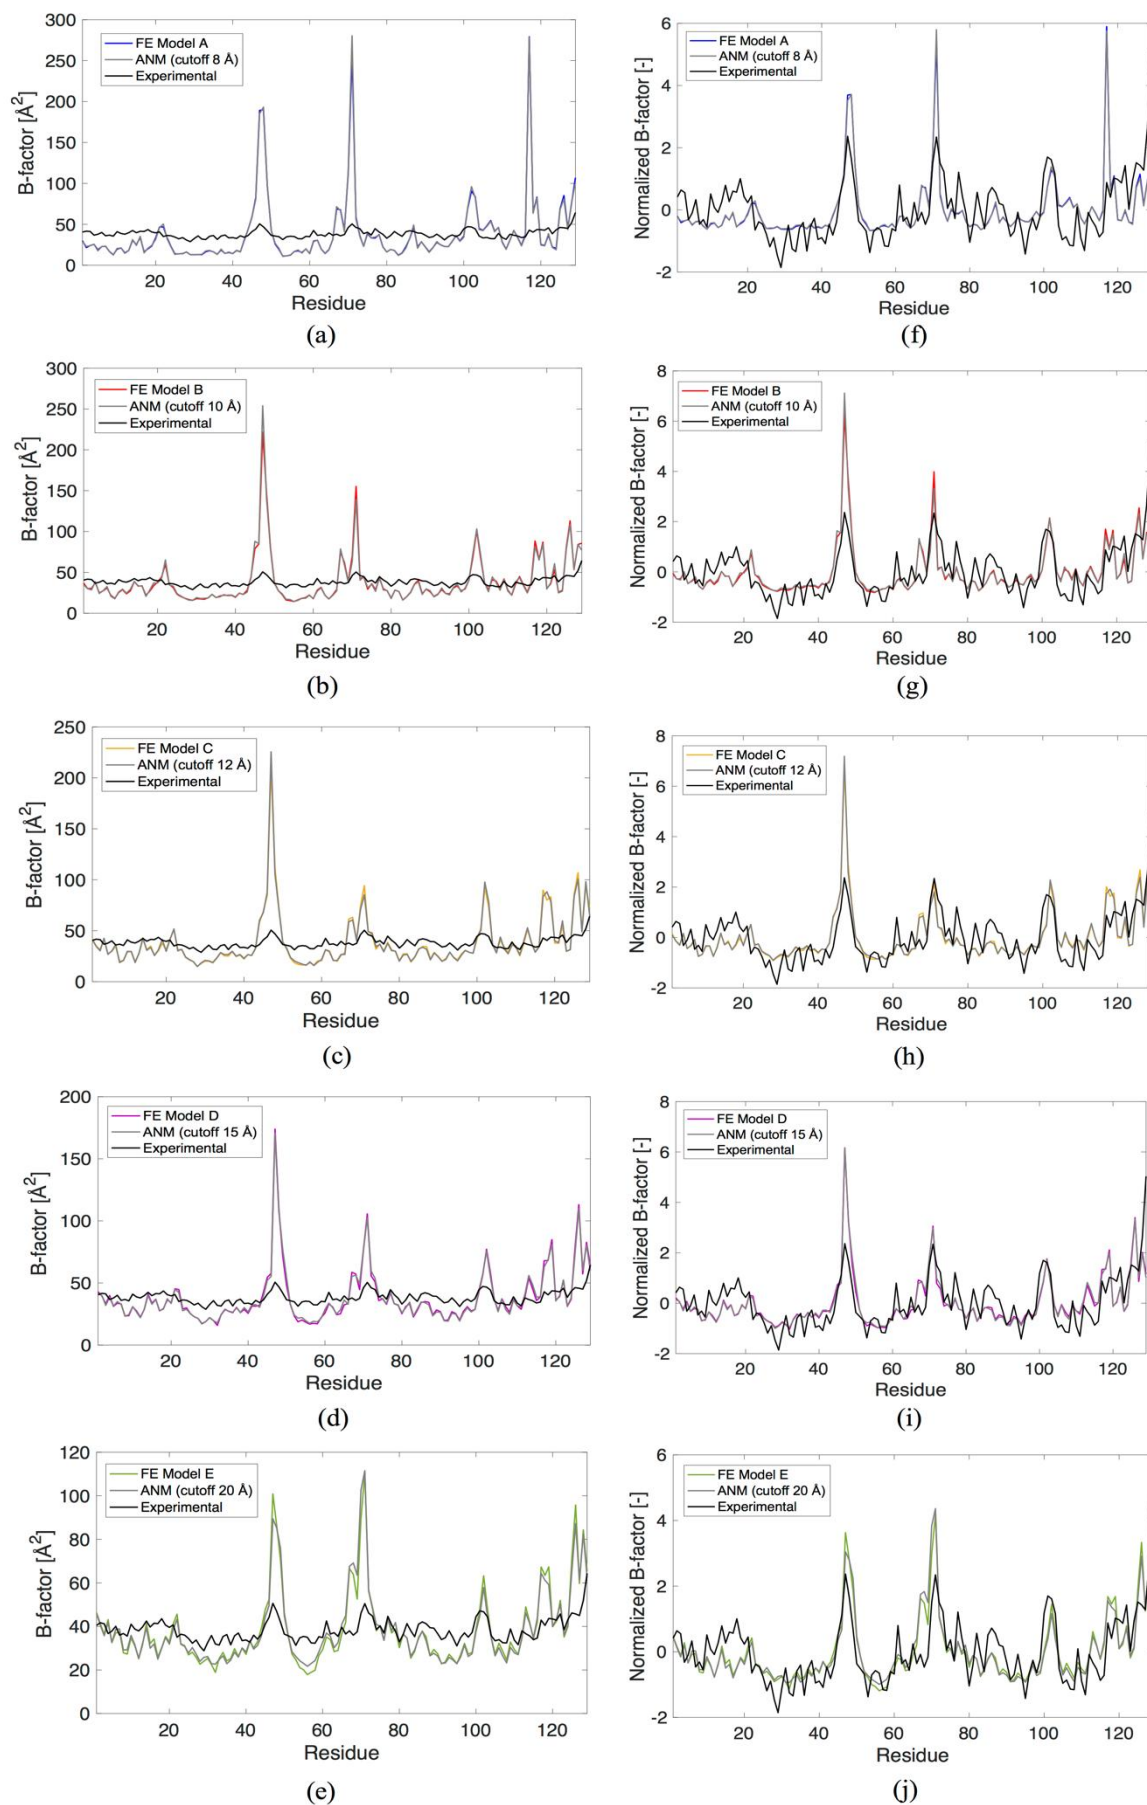 300
250
200
150
100
50
0
B-factor [Å²]
FE Model A
ANM (cutoff 8 Å)
Experimental
20
40
60
80
100
120
Residue
(a)
6
4
2
0
-2
Normalized B-factor [-]
FE Model A
ANM (cutoff 8 Å)
Experimental
20
40
60
80
100
120
Residue
(f)
300
250
200
150
100
50
0
B-factor [Å²]
FE Model B
ANM (cutoff 10 Å)
Experimental
20
40
60
80
100
120
Residue
(b)
8
6
4
2
0
-2
Normalized B-factor [-]
FE Model B
ANM (cutoff 10 Å)
Experimental
20
40
60
80
100
120
Residue
(g)
250
200
150
100
50
0
B-factor [Å²]
FE Model C
ANM (cutoff 12 Å)
Experimental
20
40
60
80
100
120
Residue
(c)
8
6
4
2
0
-2
Normalized B-factor [-]
FE Model C
ANM (cutoff 12 Å)
Experimental
20
40
60
80
100
120
Residue
(h)
200
150
100
50
0
B-factor [Å²]
FE Model D
ANM (cutoff 15 Å)
Experimental
20
40
60
80
100
120
Residue
(d)
8
6
4
2
0
-2
Normalized B-factor [-]
FE Model D
ANM (cutoff 15 Å)
Experimental
20
40
60
80
100
120
Residue
(i)
120
100
80
60
40
20
0
B-factor [Å²]
FE Model E
ANM (cutoff 20 Å)
Experimental
20
40
60
80
100
120
Residue
(e)
6
4
2
0
-2
Normalized B-factor [-]
FE Model E
ANM (cutoff 20 Å)
Experimental
20
40
60
80
100
120
Residue
(j)